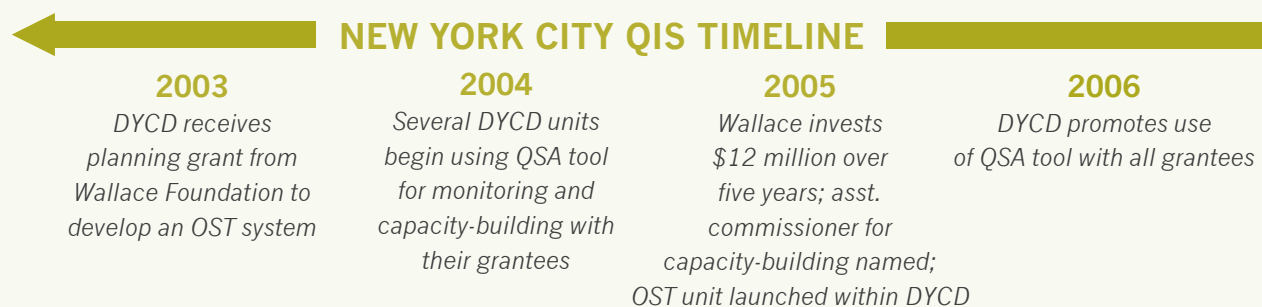 NEW YORK CITY QIS TIMELINE
2003
DYCD receives
planning grant from
Wallace Foundation to
develop an OST system
2004
Several DYCD units
begin using QSA tool
for monitoring and
capacity-building with
their grantees
2005
Wallace invests
$12 million over
five years; asst.
commissioner for
capacity-building named;
OST unit launched within DYCD
2006
DYCD promotes use
of QSA tool with all grantees